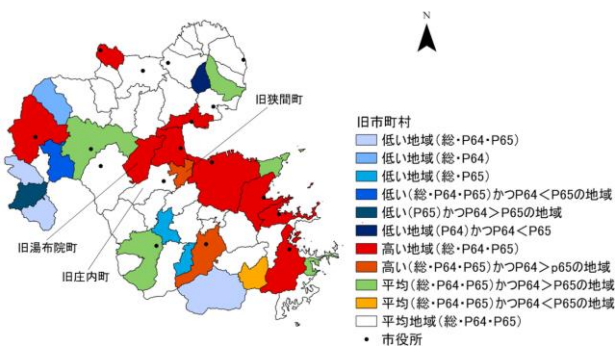 N
旧狭間町
旧湯布院町
旧庄内町
旧市町村
低い地域(総・P64・P65)
低い地域(総・P64)
低い地域(総・P65)
低い(総・P64・P65)かつP64<P65の地域
低い(P65)かつP64>P65の地域
低い地域(P64)かつP64<P65
高い地域(総・P64・P65)
高い(総・P64・P65)かつP64>p65の地域
平均(総・P64・P65)かつP64>P65の地域
平均(総・P64・P65)かつP64<P65の地域
平均地域(総・P64・P65)
市役所